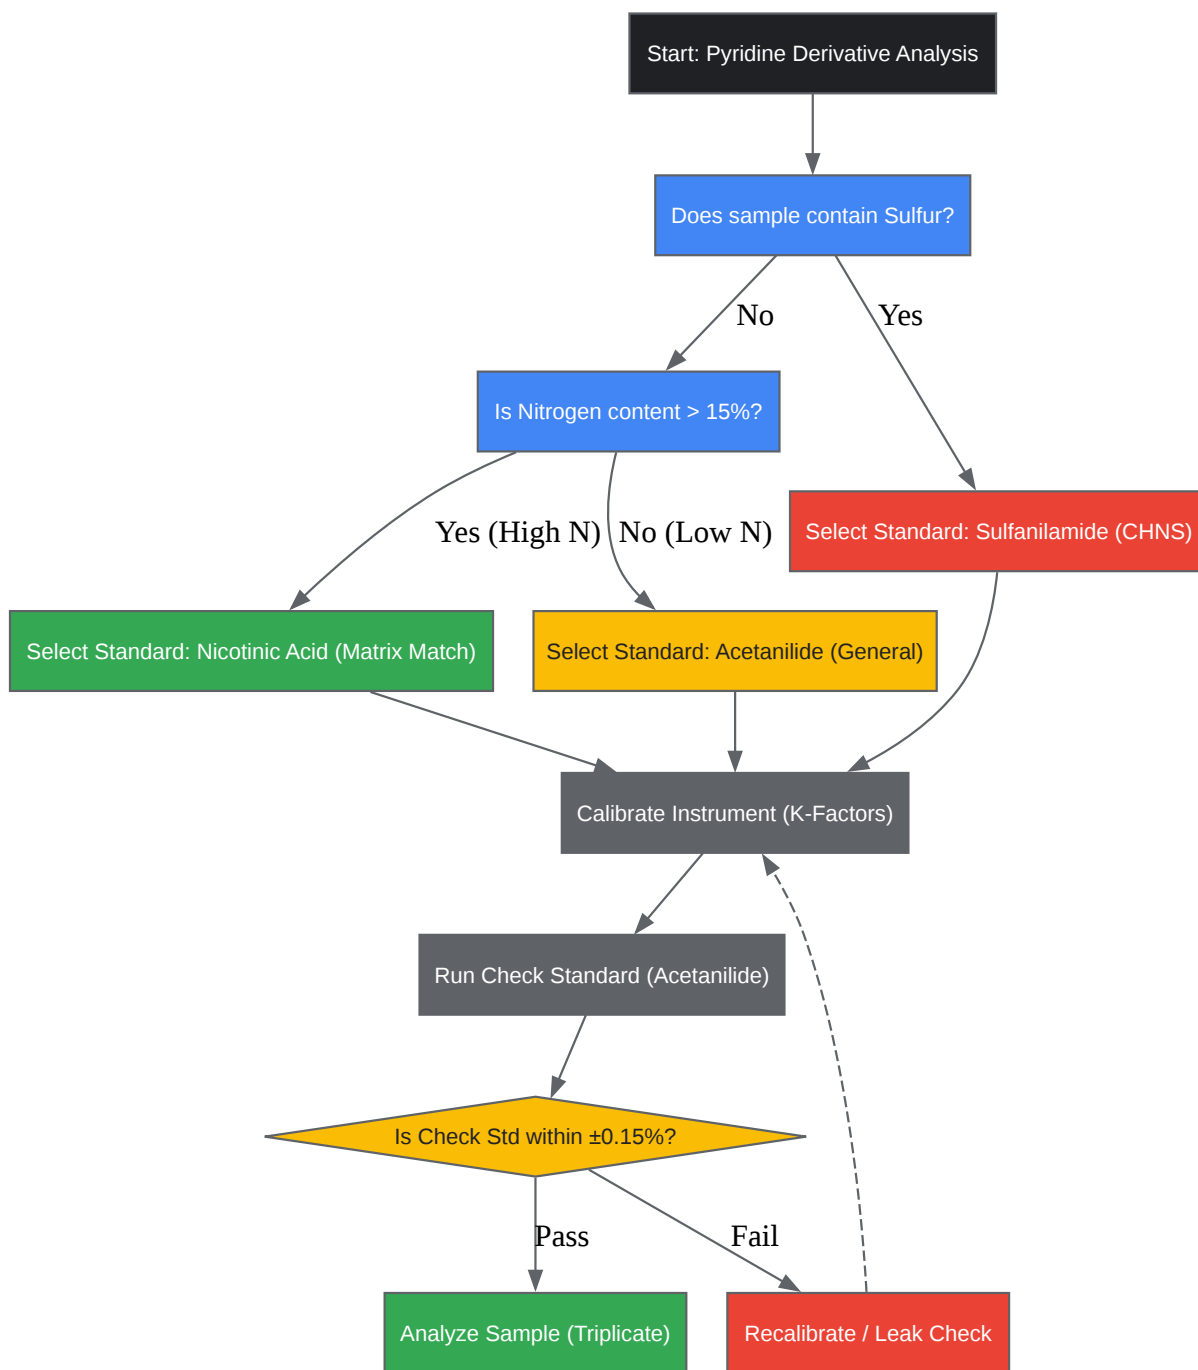 Start: Pyridine Derivative Analysis
Does sample contain Sulfur?
No
Yes
Is Nitrogen content > 15%?
Yes (High N)
No (Low N)
Select Standard: Sulfanilamide (CHNS)
Select Standard: Nicotinic Acid (Matrix Match)
Select Standard: Acetanilide (General)
Calibrate Instrument (K-Factors)
Run Check Standard (Acetanilide)
Is Check Std within ±0.15%?
Pass
Fail
Analyze Sample (Triplicate)
Recalibrate / Leak Check